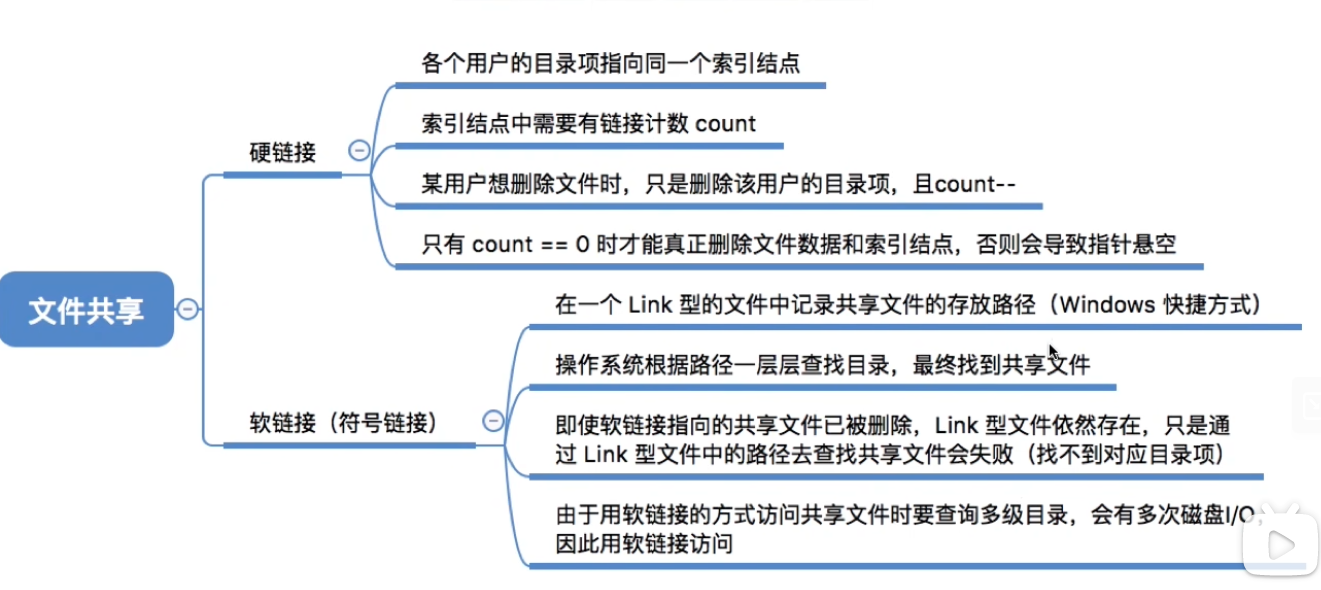 各个用户的目录项指向同一个索引结点
索引结点中需要有链接计数 count
硬链接
某用户想删除文件时，只是删除该用户的目录项，且count--
只有 count == 0 时才能真正删除文件数据和索引结点，否则会导致指针悬空
文件共享
在一个 Link 型的文件中记录共享文件的存放路径（Windows 快捷方式）
操作系统根据路径一层层查找目录，最终找到共享文件
软链接（符号链接）
即使软链接指向的共享文件已被删除，Link 型文件依然存在，只是通
过 Link 型文件中的路径去查找共享文件会失败（找不到对应目录项）
由于用软链接的方式访问共享文件时要查询多级目录，会有多次磁盘I/O，
因此用软链接访问